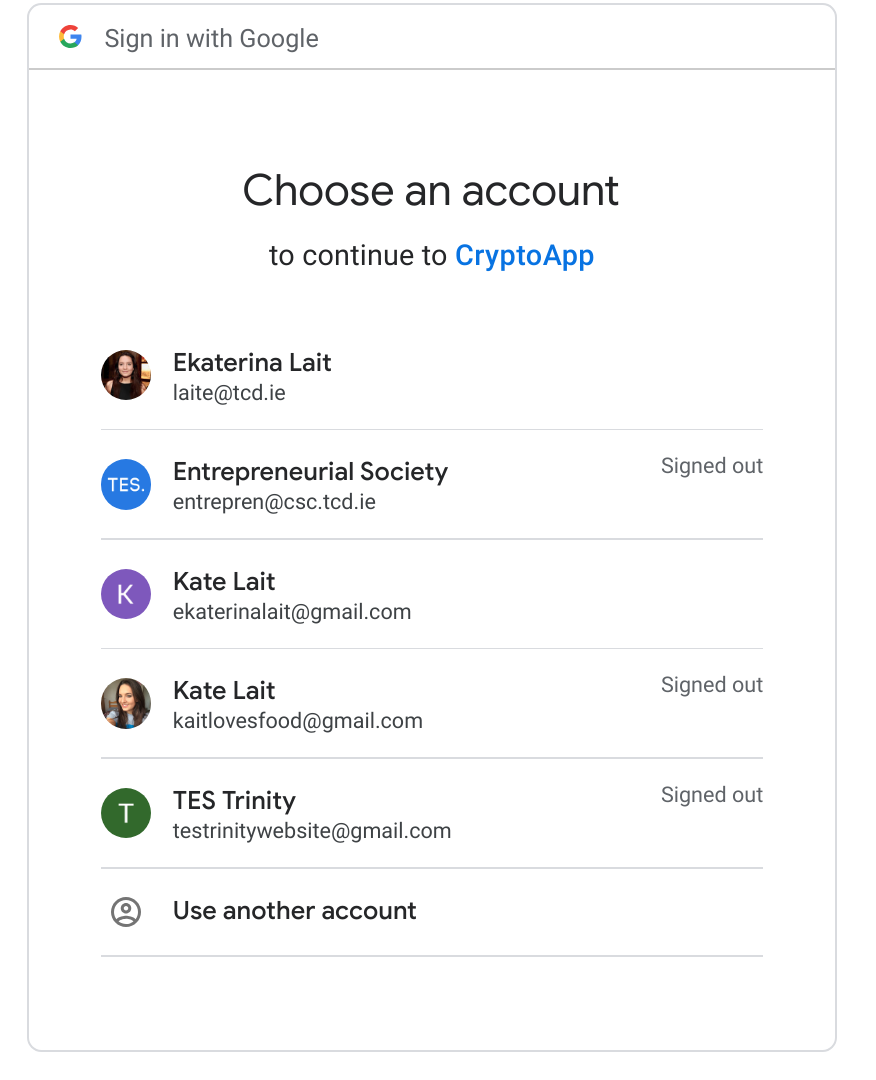 Sign in with Google
Choose an account
to continue to CryptoApp
Ekaterina Lait
laite@tcd.ie
TES.
Entrepreneurial Society
Signed out
entrepren@csc.tcd.ie
K
Kate Lait
ekaterinalait@gmail.com
Kate Lait
Signed out
kaitlovesfood@gmail.com
T
TES Trinity
Signed out
testrinitywebsite@gmail.com
Use another account